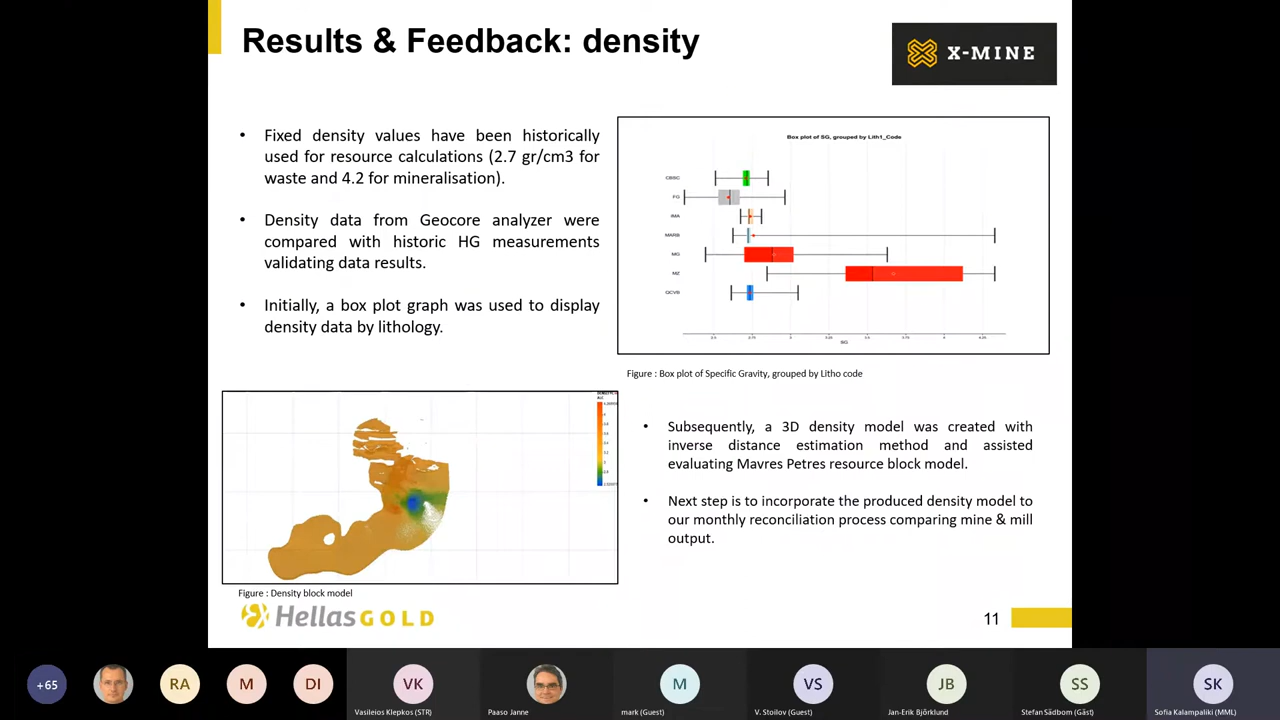 Results & Feedback: density
X-MINE
• Fixed density values have been historically
used for resource calculations (2.7 gr/cm3 for
waste and 4.2 for mineralisation).
• Density data from Geocore analyzer were
compared with historic HG measurements
validating data results.
• Initially, a box plot graph was used to display
density data by lithology.
Box plot of SG, grouped by Lith1_Code
FG
IMA
MARB
MG
MZ
SG
Figure : Box plot of Specific Gravity, grouped by Litho code
Figure : Density block model
• Subsequently, a 3D density model was created with
inverse distance estimation method and assisted
evaluating Mavres Petres resource block model.
• Next step is to incorporate the produced density model to
our monthly reconciliation process comparing mine & mill
output.
Hellas GOLD
11
+65
RA
M
DI
VK
M
VS
JB
SS
SK
Vasileios Klepkos (STR)
Paaso Janne
mark (Guest)
V. Stoilov (Guest)
Jan-Erik Björklund
Stefan Sädbom (Gäst)
Sofia Kalampaliki (MML)